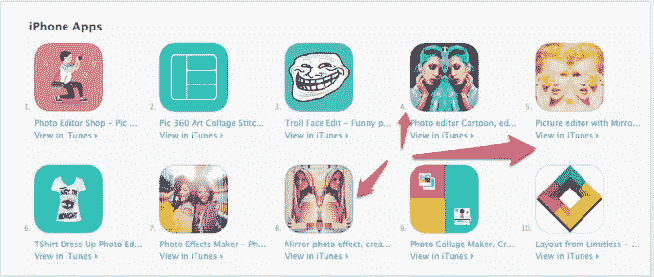 iPhone Apps
1. Photo Editor Shop - Pic ...
View in iTunes ›
2. Pic 360 Art Collage Stitc...
View in iTunes ›
3. Troll Face Edit - Funny p...
View in iTunes ›
4. Photo editor Cartoon, ed...
View in iTunes ›
5. Picture editor with Mirro...
View in iTunes ›
6. TShirt Dress Up Photo Ed...
View in iTunes ›
7. Photo Effects Maker - Ph...
View in iTunes ›
8. Mirror photo effect, crea...
View in iTunes ›
9. Photo Collage Maker, Cr...
View in iTunes ›
10. Layout from Limitless - ...
View in iTunes ›